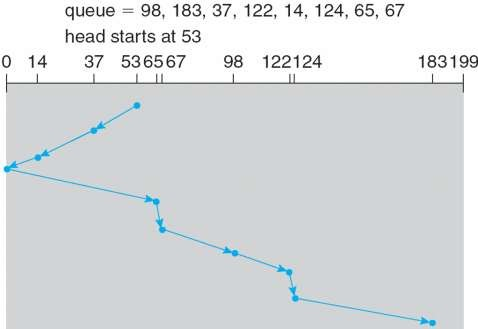 queue = 98, 183, 37, 122, 14, 124, 65, 67
head starts at 53
0 14 37 53 65 67 98 122 124 183 199